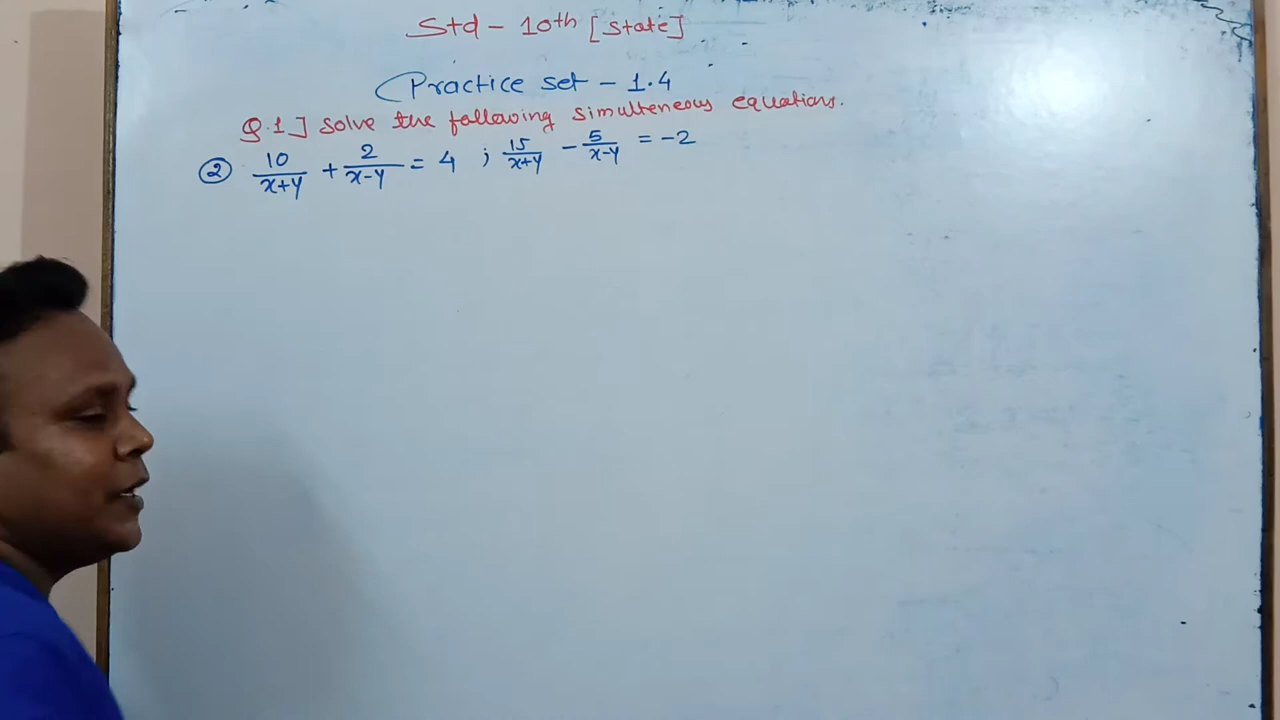 Std - 10th [state]
Practice set - 1.4
Q.1] solve the following simulteneous equations.
② 10/(x+y) + 2/(x-y) = 4 ; 15/(x+y) - 5/(x-y) = -2